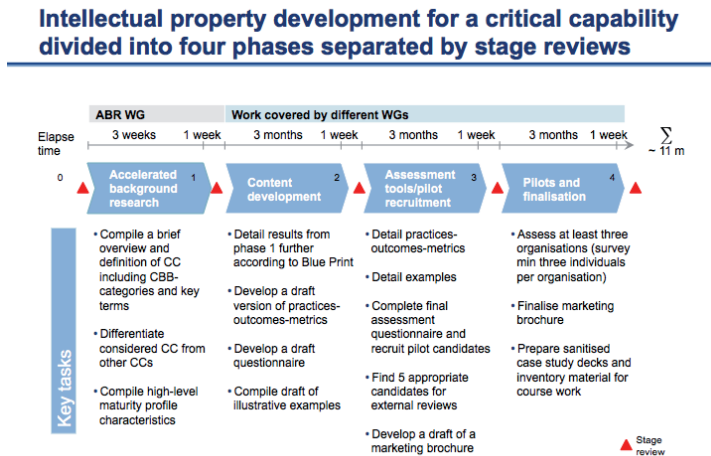 Intellectual property development for a critical capability
divided into four phases separated by stage reviews
ABR WG
Work covered by different WGs
Elapse
time
3 weeks
1 week
3 months
1 week
3 months
1 week
3 months
1 week
∑
~ 11 m
0
Accelerated
background
research
1
Content
development
2
Assessment
tools/pilot
recruitment
3
Pilots and
finalisation
4
Key tasks
• Compile a brief
overview and
definition of CC
including CBB-
categories and key
terms
• Differentiate
considered CC from
other CCs
• Compile high-level
maturity profile
characteristics
• Detail results from
phase 1 further
according to Blue Print
• Develop a draft
version of practices-
outcomes-metrics
• Develop a draft
questionnaire
• Compile draft of
illustrative examples
• Detail practices-
outcomes-metrics
• Detail examples
• Complete final
assessment
questionnaire and
recruit pilot candidates
• Find 5 appropriate
candidates for
external reviews
• Develop a draft of a
marketing brochure
• Assess at least three
organisations (survey
min three individuals
per organisation)
• Finalise marketing
brochure
• Prepare sanitised
case study decks and
inventory material for
course work
Stage
review